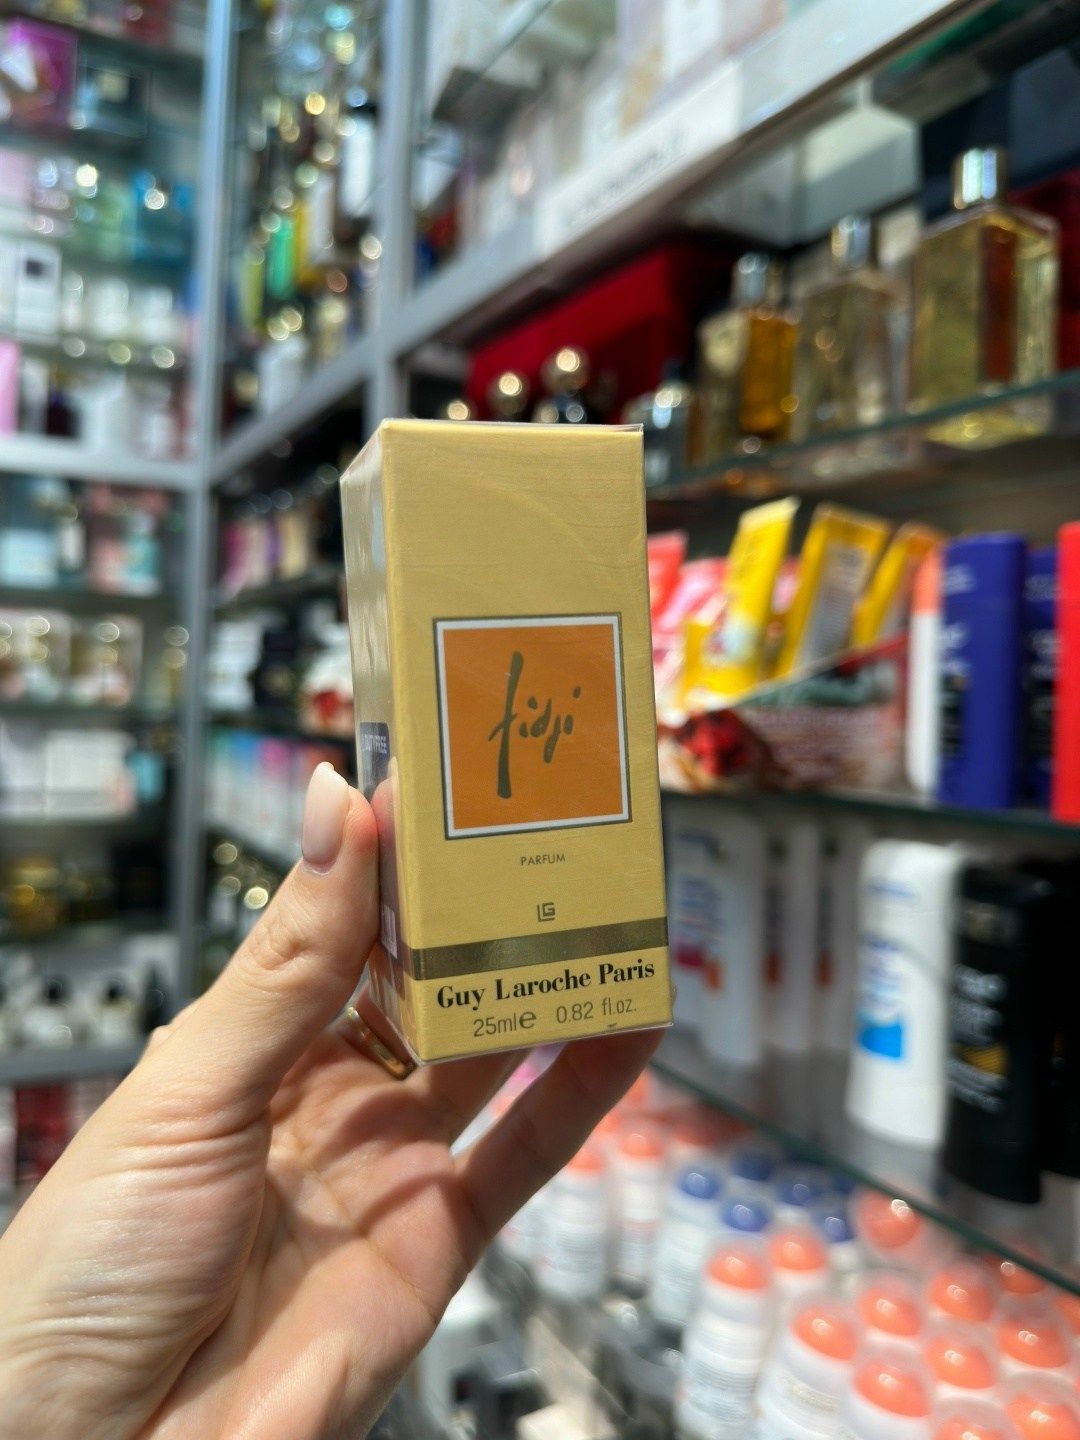 fidji
PARFUM
LG
Guy Laroche Paris
25ml℮ 0.82 fl.oz.